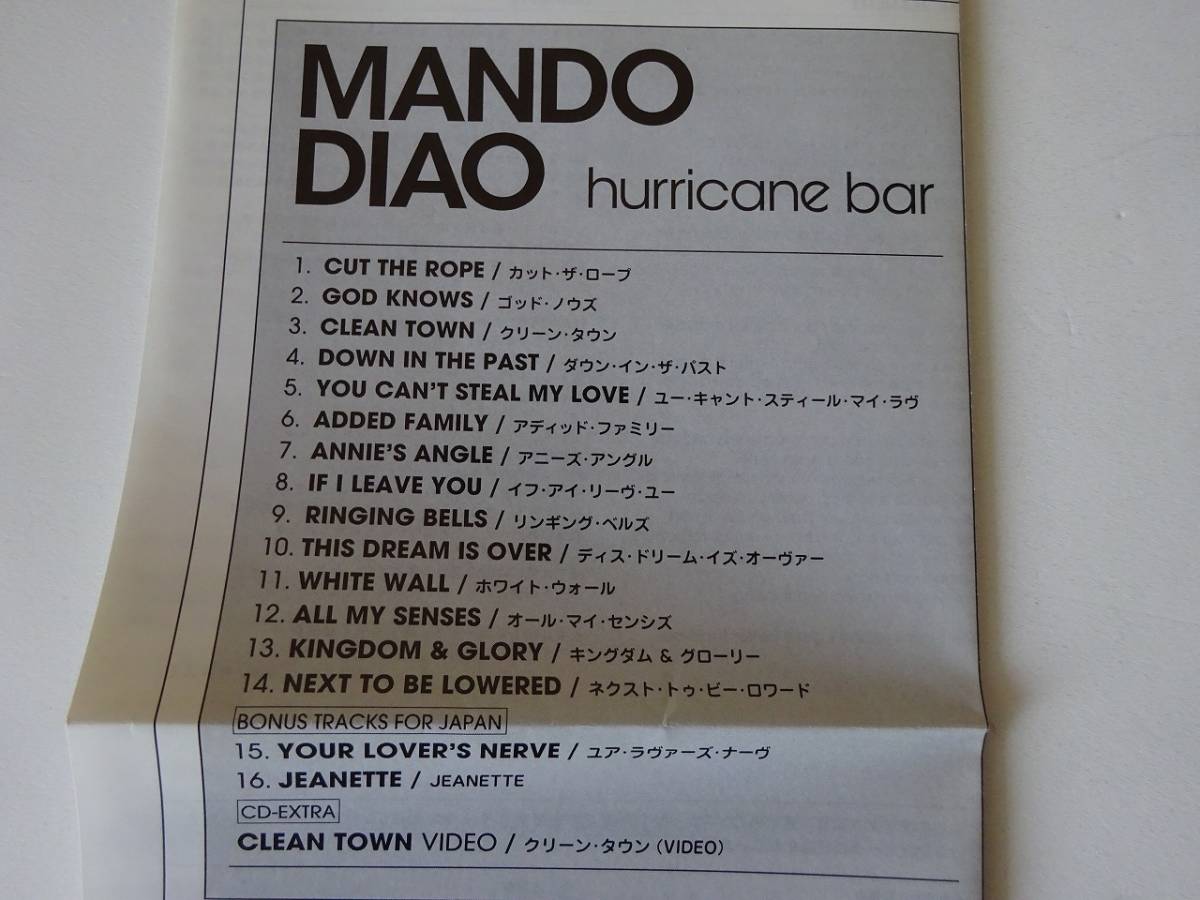 MANDO
DIAO hurricane bar
1. CUT THE ROPE / カット・ザ・ロープ
2. GOD KNOWS / ゴッド・ノウズ
3. CLEAN TOWN / クリーン・タウン
4. DOWN IN THE PAST / ダウン・イン・ザ・パスト
5. YOU CAN'T STEAL MY LOVE / ユー・キャント・スティール・マイ・ラヴ
6. ADDED FAMILY / アディッド・ファミリー
7. ANNIE'S ANGLE / アニーズ・アングル
8. IF I LEAVE YOU / イフ・アイ・リーヴ・ユー
9. RINGING BELLS / リンギング・ベルズ
10. THIS DREAM IS OVER / ディス・ドリーム・イズ・オーヴァー
11. WHITE WALL / ホワイト・ウォール
12. ALL MY SENSES / オール・マイ・センシズ
13. KINGDOM & GLORY / キングダム & グローリー
14. NEXT TO BE LOWERED / ネクスト・トゥ・ビー・ロワード
BONUS TRACKS FOR JAPAN
15. YOUR LOVER'S NERVE / ユア・ラヴァーズ・ナーヴ
16. JEANETTE / JEANETTE
CD-EXTRA
CLEAN TOWN VIDEO / クリーン・タウン (VIDEO)